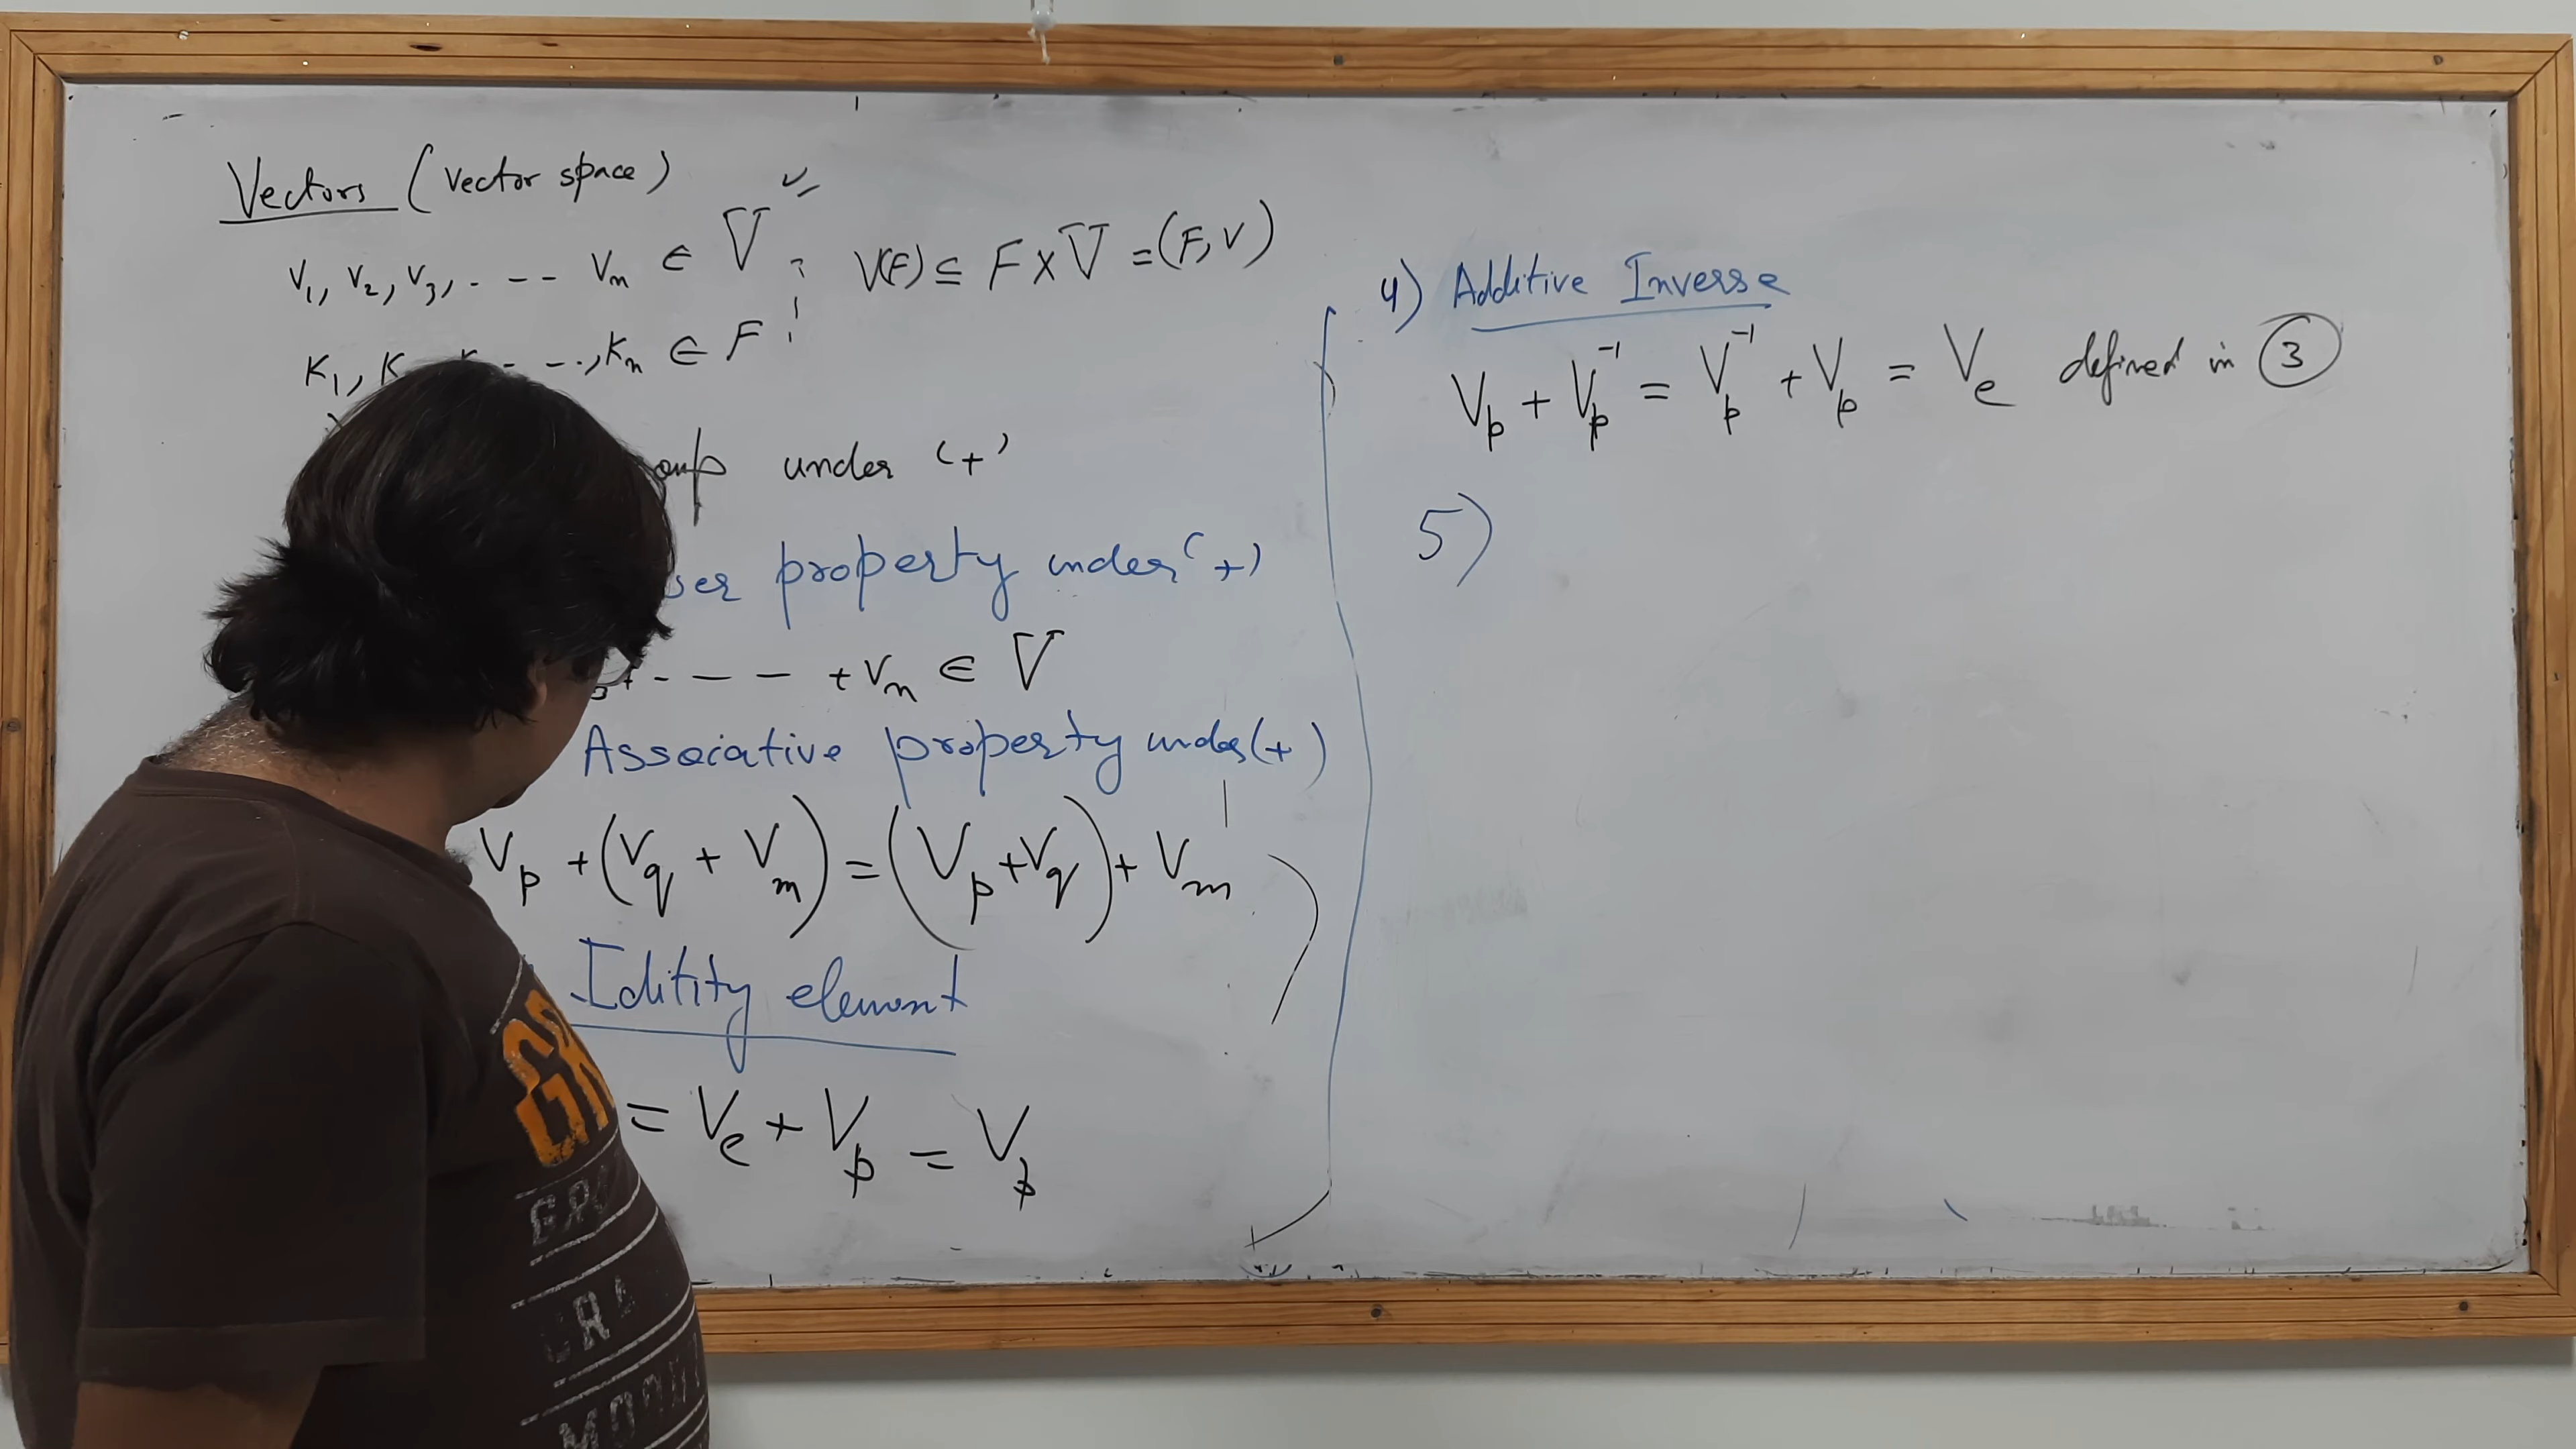 Vectors (vector space)
V₁, V₂, V₃, - - - Vₙ ∈ V ; V(F) ⊆ F × V = (F, V)
K₁, K - - .., Kₙ ∈ F
under (+)
property under (+)
+ - - - + Vₙ ∈ V
Associative property under (+)
Vₚ + (V_q + Vₘ) = (Vₚ + V_q) + Vₘ
Iditity element
= Vₑ + Vₚ = Vₚ
4) Additive Inverse
Vₚ + Vₚ⁻¹ = Vₚ⁻¹ + Vₚ = Vₑ defined in ③
5)